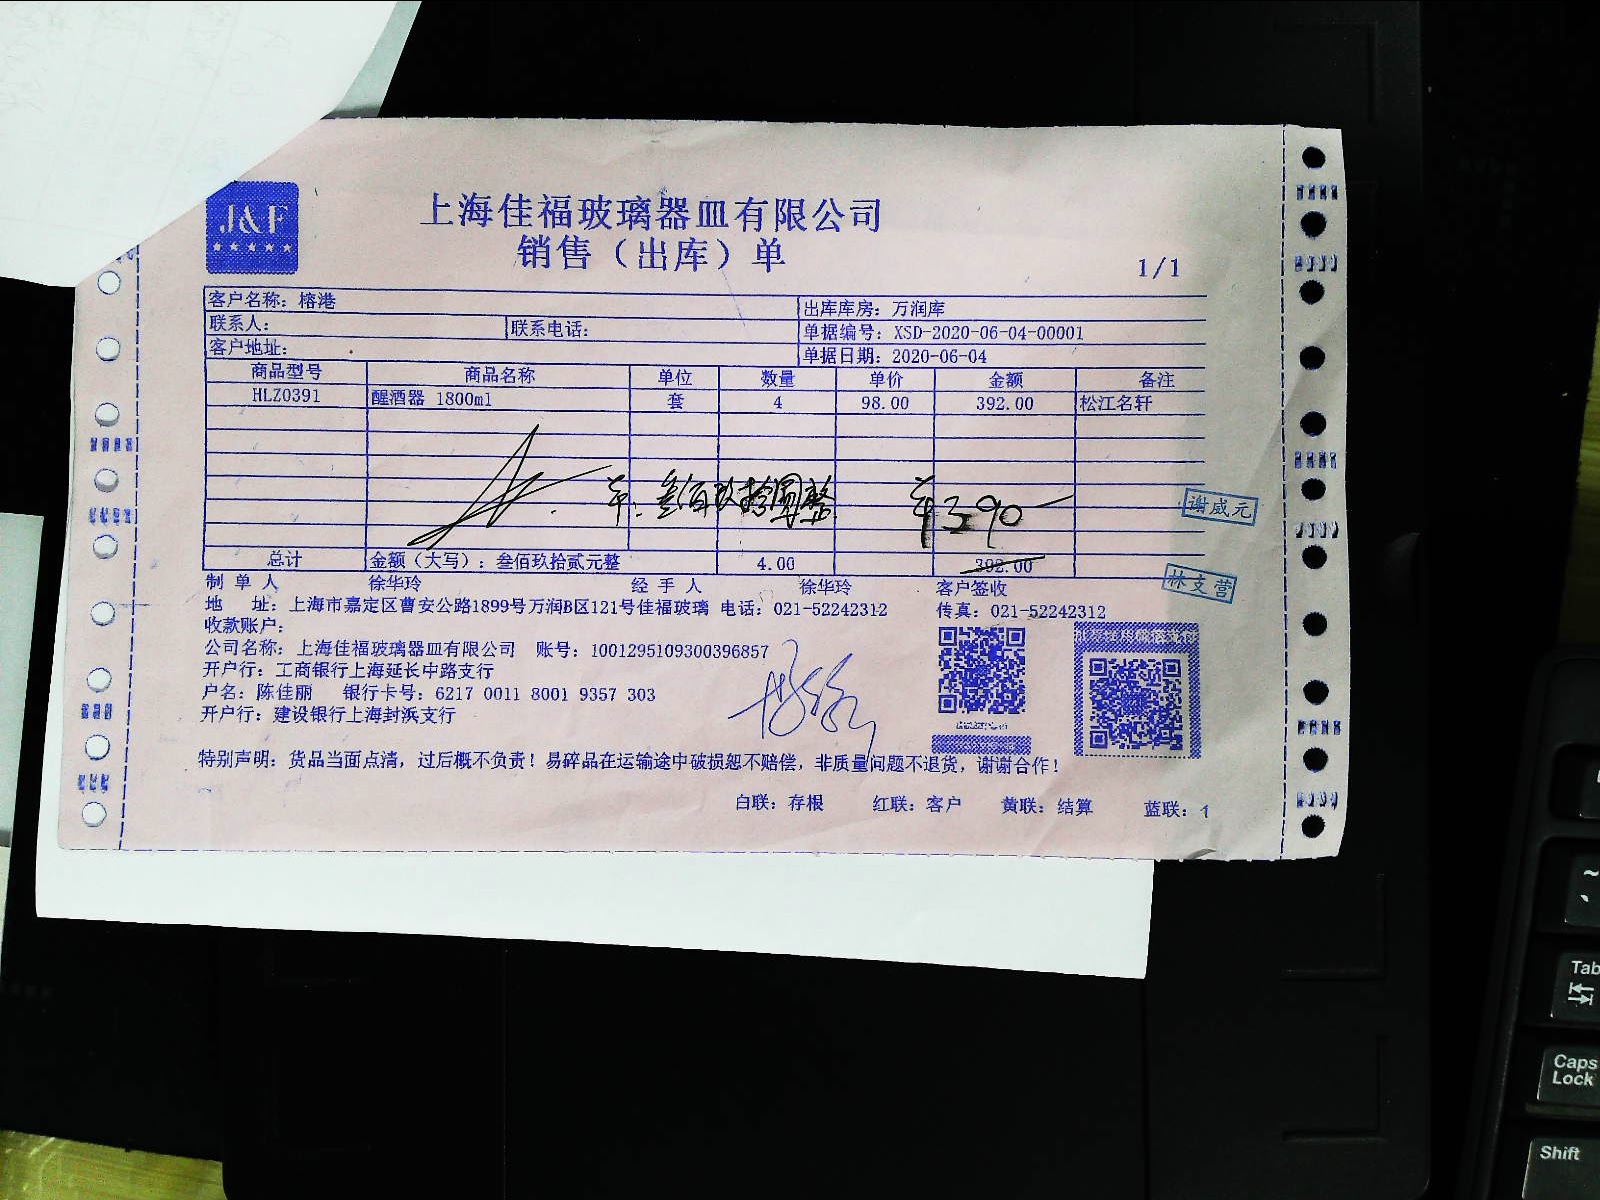 J&F
上海佳福玻璃器皿有限公司
销售（出库）单
1/1
客户名称：榕港
出库库房：万润库
联系人：
联系电话：
单据编号：XSD-2020-06-04-00001
客户地址：
单据日期：2020-06-04
商品型号 商品名称 单位 数量 单价 金额 备注
HLZ0391 醒酒器 1800ml 套 4 98.00 392.00 松江名轩
叁佰玖拾圆整 ¥390
谢威元
总计 金额（大写）：叁佰玖拾贰元整 4.00 392.00
林支营
制单人 徐华玲 经手人 徐华玲 客户签收
地 址：上海市嘉定区曹安公路1899号万润B区121号佳福玻璃 电话：021-52242312 传真：021-52242312
收款账户：
公司名称：上海佳福玻璃器皿有限公司 账号：1001295109300396857
开户行：工商银行上海延长中路支行
户名：陈佳丽 银行卡号：6217 0011 8001 9357 303
开户行：建设银行上海封浜支行
特别声明：货品当面点清，过后概不负责！易碎品在运输途中破损恕不赔偿，非质量问题不退货，谢谢合作！
白联：存根 红联：客户 黄联：结算 蓝联：
~
Tab
Caps Lock
Shift